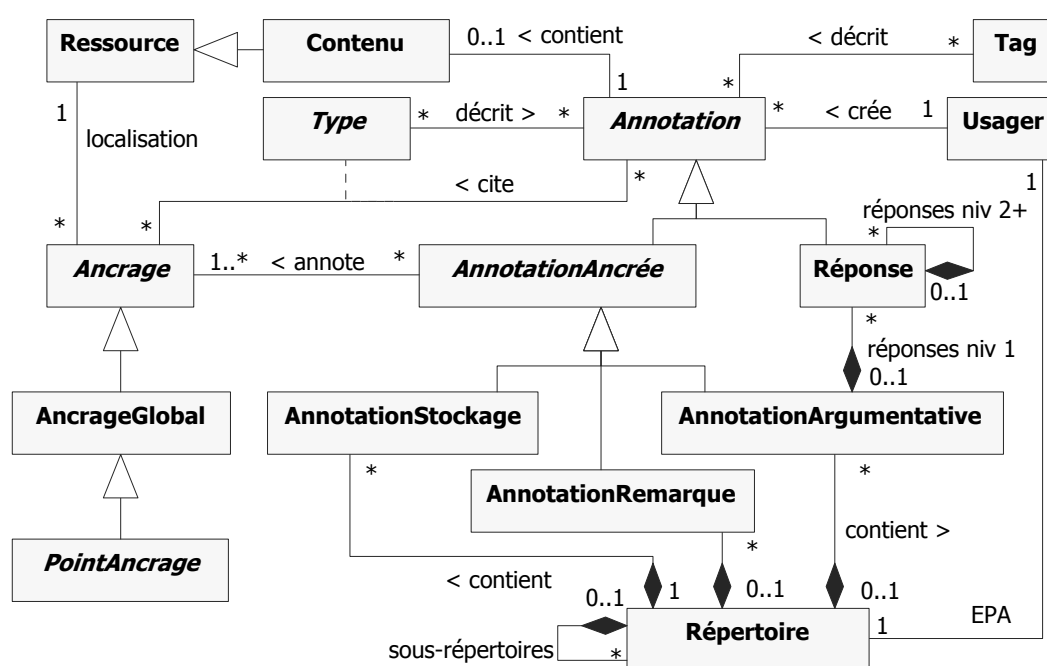 Ressource
Contenu
0..1 < contient
< décrit
*
Tag
1
*
1
localisation
Type
* décrit > *
Annotation
*
< crée
1
Usager
< cite
*
1
réponses niv 2+
*
*
*
Ancrage
1..* < annote *
AnnotationAncrée
Réponse
0..1
*
réponses niv 1
0..1
AncrageGlobal
AnnotationStockage
AnnotationArgumentative
*
*
AnnotationRemarque
PointAncrage
contient >
*
< contient
0..1
1
0..1
0..1
EPA
Répertoire
1
sous-répertoires
*